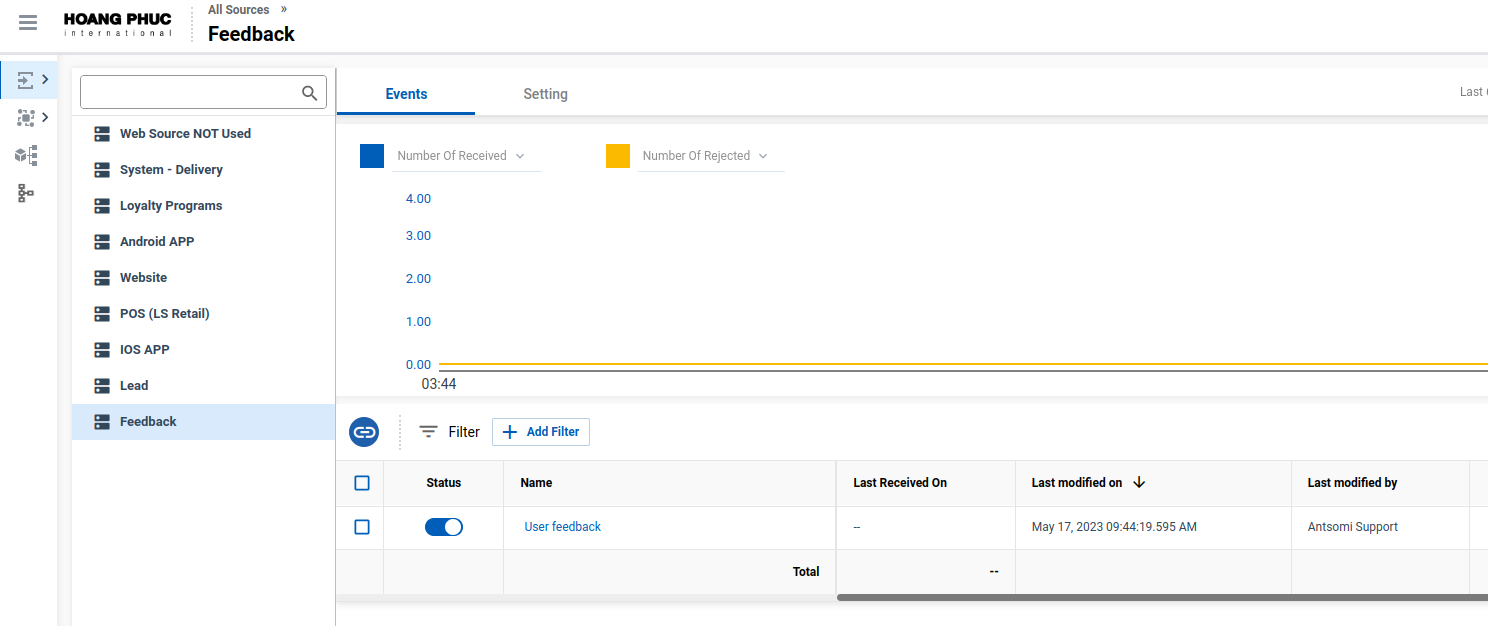 HOANG PHUC
international
All Sources »
Feedback
Web Source NOT Used
System - Delivery
Loyalty Programs
Android APP
Website
POS (LS Retail)
IOS APP
Lead
Feedback
Events Setting Last
Number Of Received Number Of Rejected
4.00
3.00
2.00
1.00
0.00
03:44
Filter + Add Filter
Status Name Last Received On Last modified on Last modified by
User feedback -- May 17, 2023 09:44:19.595 AM Antsomi Support
Total --